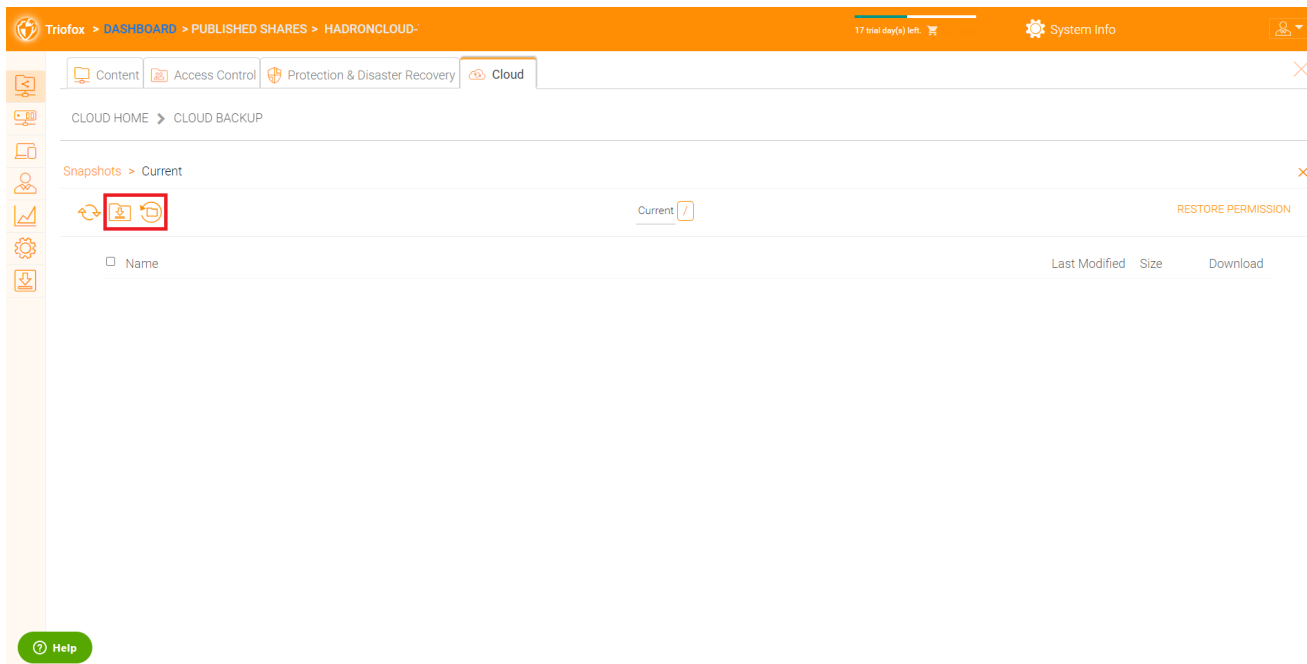 Triofox > DASHBOARD > PUBLISHED SHARES > HADRONCLOUD-
17 trial day(s) left.
System Info
Content
Access Control
Protection & Disaster Recovery
Cloud
CLOUD HOME > CLOUD BACKUP
Snapshots > Current
Current /
RESTORE PERMISSION
Name
Last Modified
Size
Download
? Help